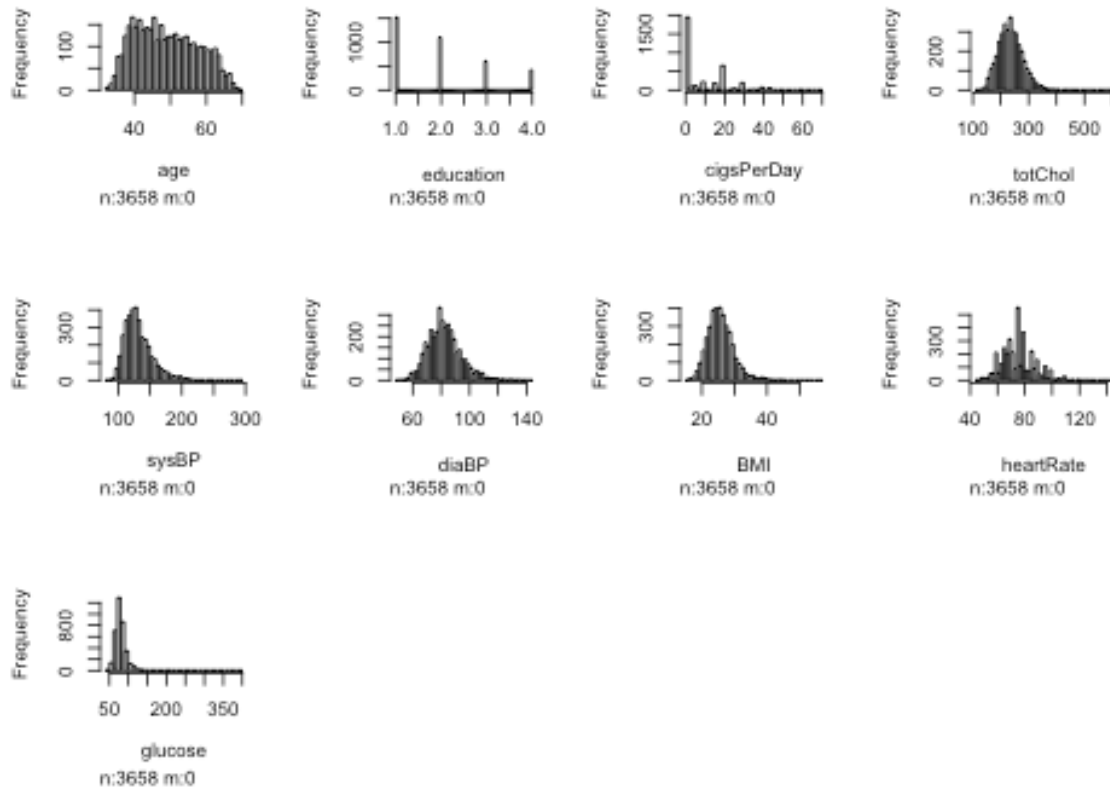 Frequency
0 100
40 60
age
n:3658 m:0
Frequency
0 1000
1.0 2.0 3.0 4.0
education
n:3658 m:0
Frequency
0 1500
0 20 40 60
cigsPerDay
n:3658 m:0
Frequency
0 200
100 300 500
totChol
n:3658 m:0
Frequency
0 300
100 200 300
sysBP
n:3658 m:0
Frequency
0 200
60 100 140
diaBP
n:3658 m:0
Frequency
0 300
20 40
BMI
n:3658 m:0
Frequency
0 300
40 80 120
heartRate
n:3658 m:0
Frequency
0 800
50 200 350
glucose
n:3658 m:0